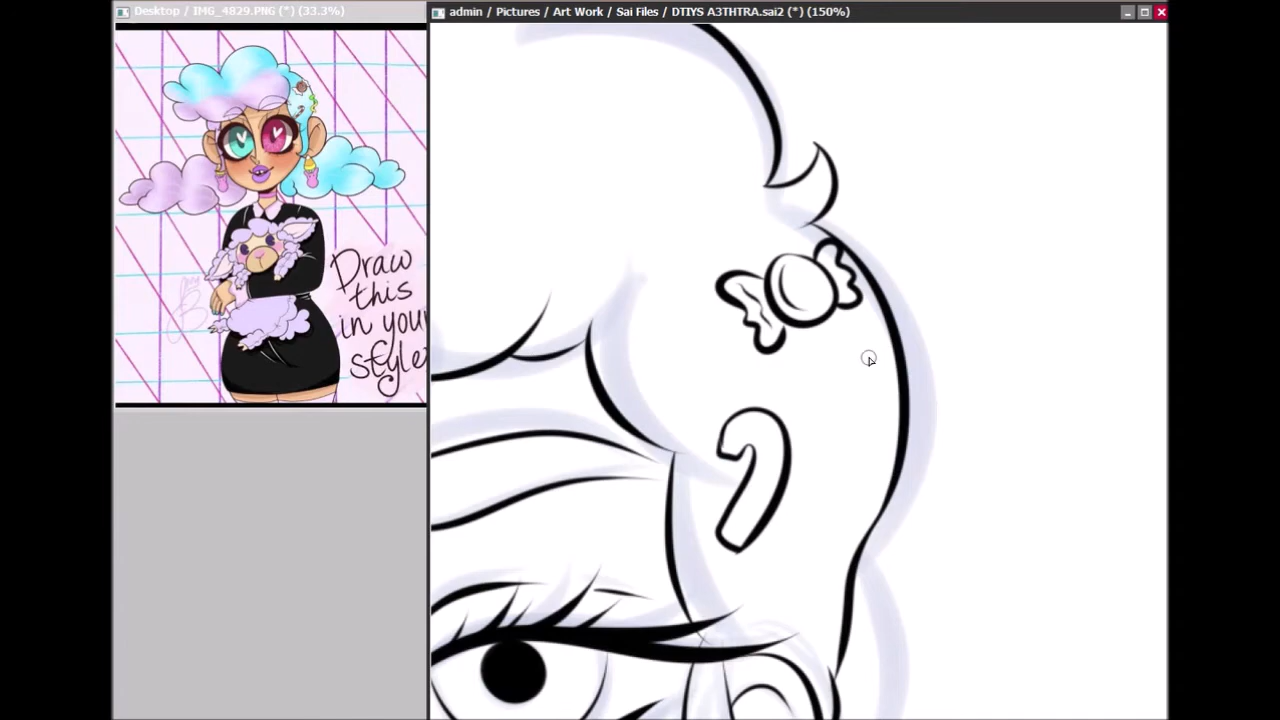 Desktop / IMG_4829.PNG (*) (33.3%)
admin / Pictures / Art Work / Sai Files / DTIYS A3THTRA.sai2 (*) (150%)
Draw
this
in your
style